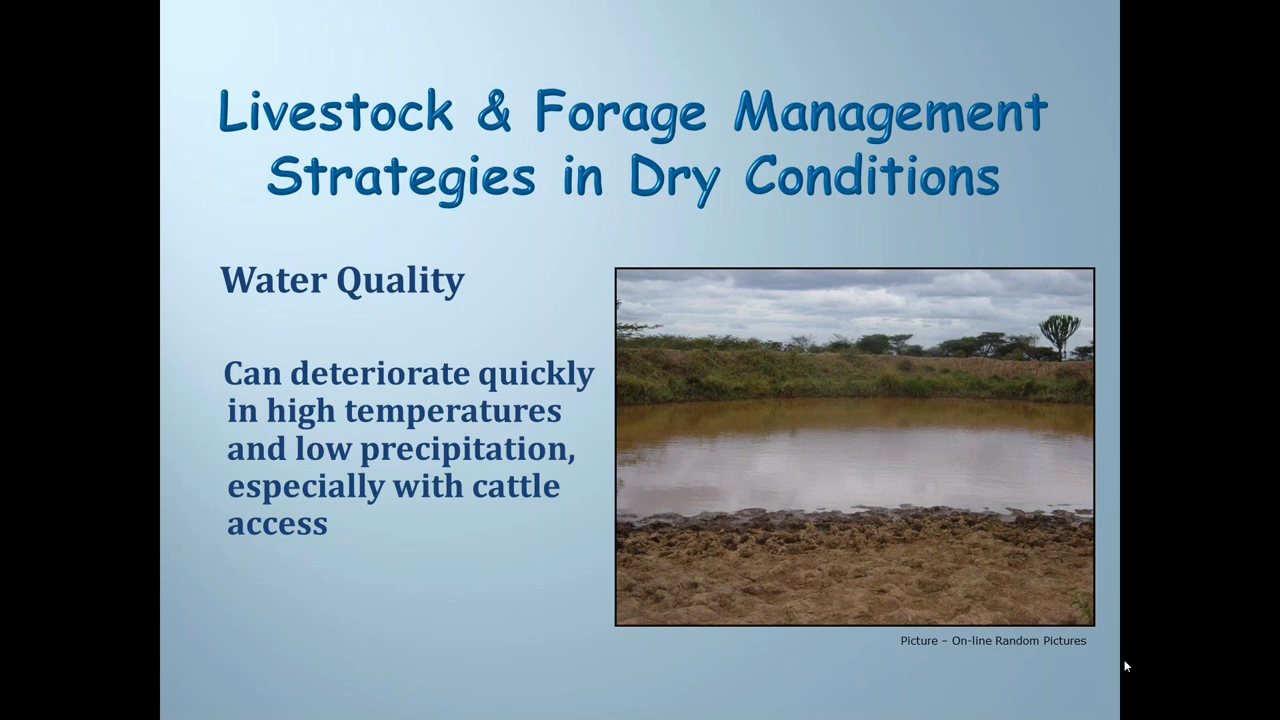 Livestock & Forage Management
Strategies in Dry Conditions
Water Quality
Can deteriorate quickly
in high temperatures
and low precipitation,
especially with cattle
access
Picture – On-line Random Pictures